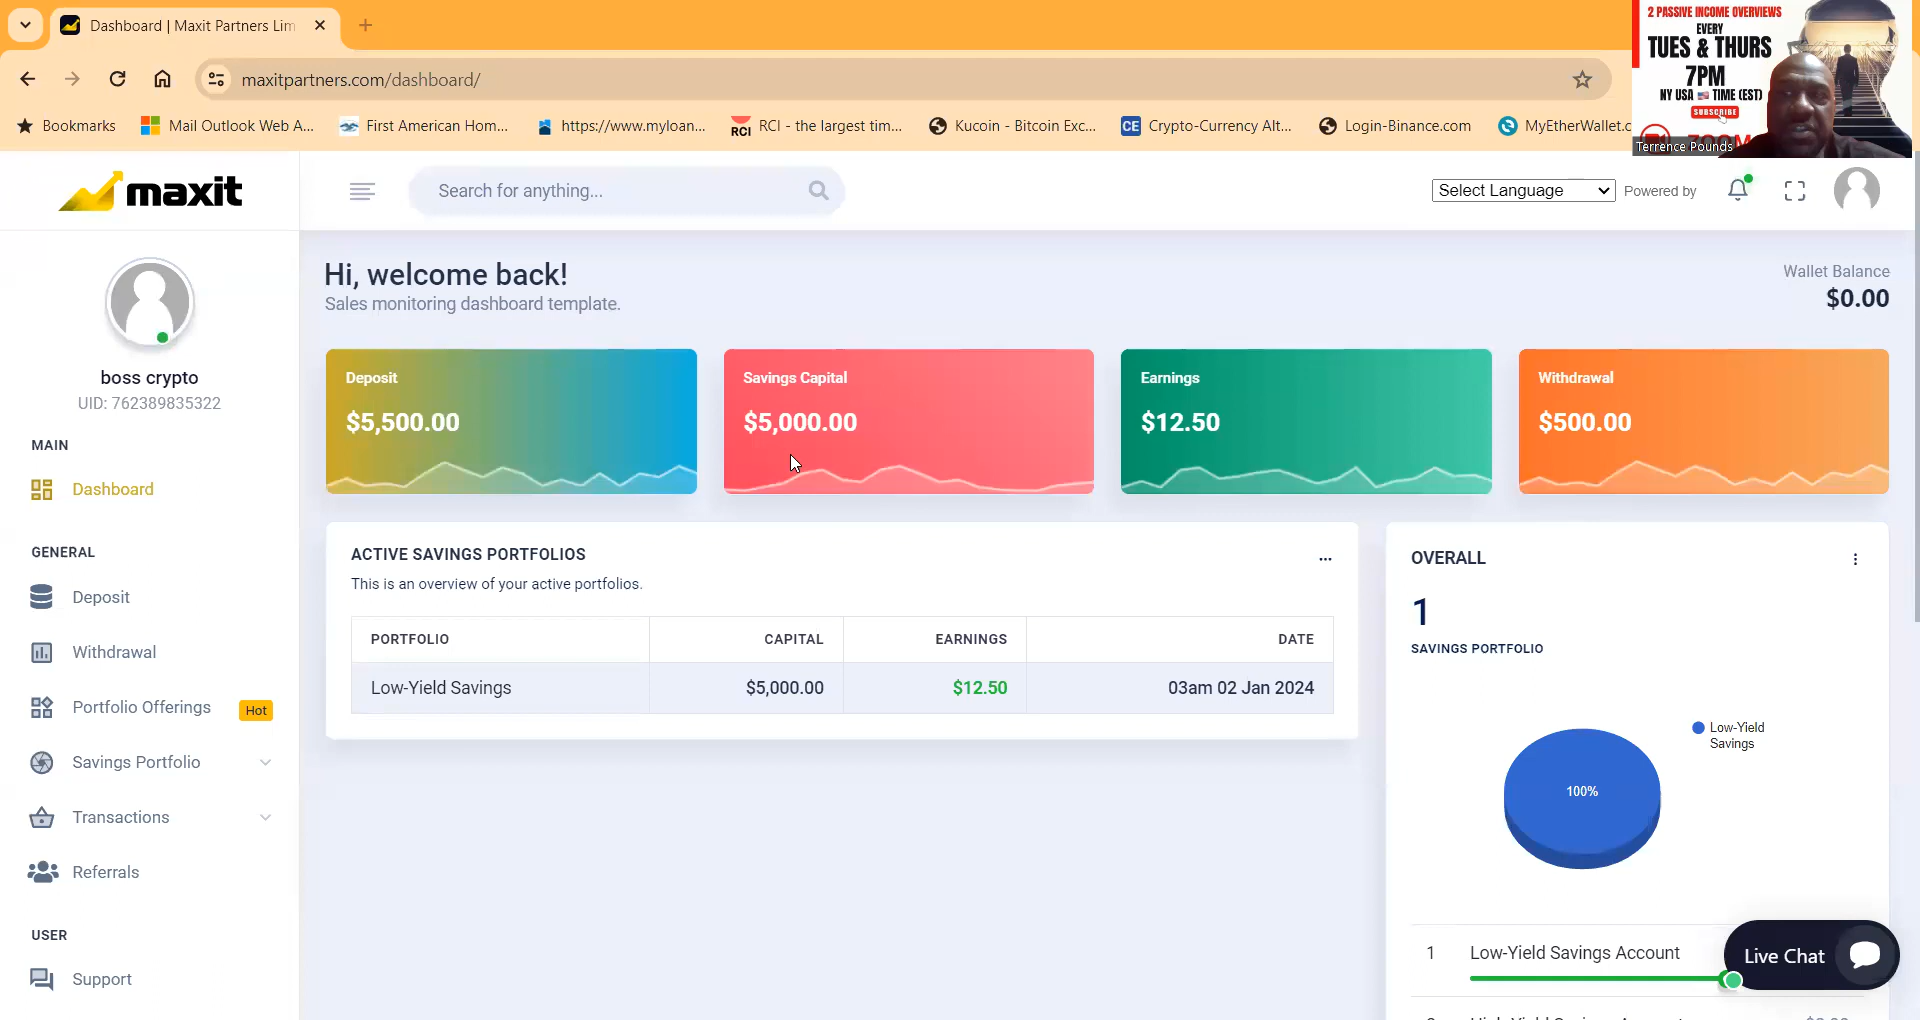 Dashboard | Maxit Partners Lim
maxitpartners.com/dashboard/
Bookmarks
Mail Outlook Web A...
First American Hom...
https://www.myloan...
RCI
RCI - the largest tim...
Kucoin - Bitcoin Exc...
CE
Crypto-Currency Alt...
Login-Binance.com
MyEtherWallet.c
2 PASSIVE INCOME OVERVIEWS
EVERY
TUES & THURS
7PM
NY USA TIME (EST)
SUBSCRIBE
ZOOM
Terrence Pounds
maxit
Search for anything...
Select Language
Powered by
boss crypto
UID: 762389835322
MAIN
Dashboard
GENERAL
Deposit
Withdrawal
Portfolio Offerings
Hot
Savings Portfolio
Transactions
Referrals
USER
Support
Hi, welcome back!
Sales monitoring dashboard template.
Wallet Balance
$0.00
Deposit
$5,500.00
Savings Capital
$5,000.00
Earnings
$12.50
Withdrawal
$500.00
ACTIVE SAVINGS PORTFOLIOS
This is an overview of your active portfolios.
PORTFOLIO CAPITAL EARNINGS DATE
Low-Yield Savings $5,000.00 $12.50 03am 02 Jan 2024
OVERALL
1
SAVINGS PORTFOLIO
Low-Yield
Savings
100%
1 Low-Yield Savings Account
Live Chat